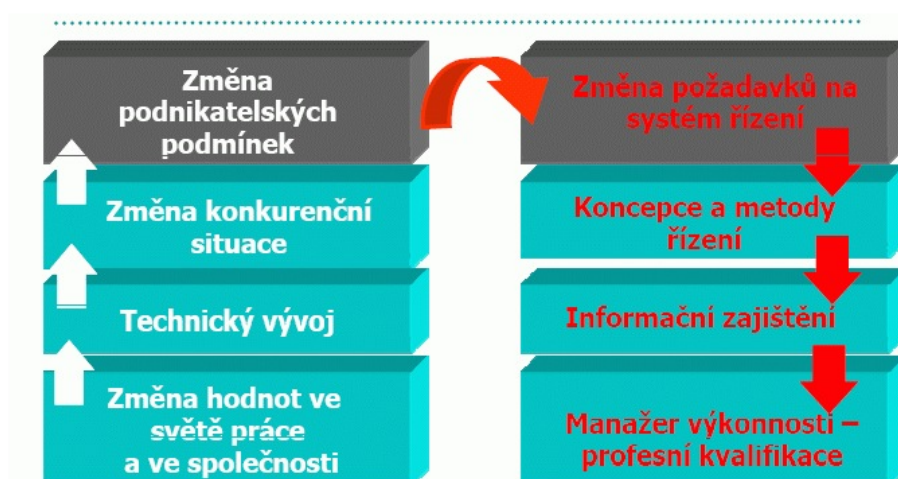 Změna
podnikatelských
podmínek
Změna konkurenční
situace
Technický vývoj
Změna hodnot ve
světě práce
a ve společnosti
Změna požadavků na
systém řízení
Koncepce a metody
řízení
Informační zajištění
Manažer výkonnosti –
profesní kvalifikace